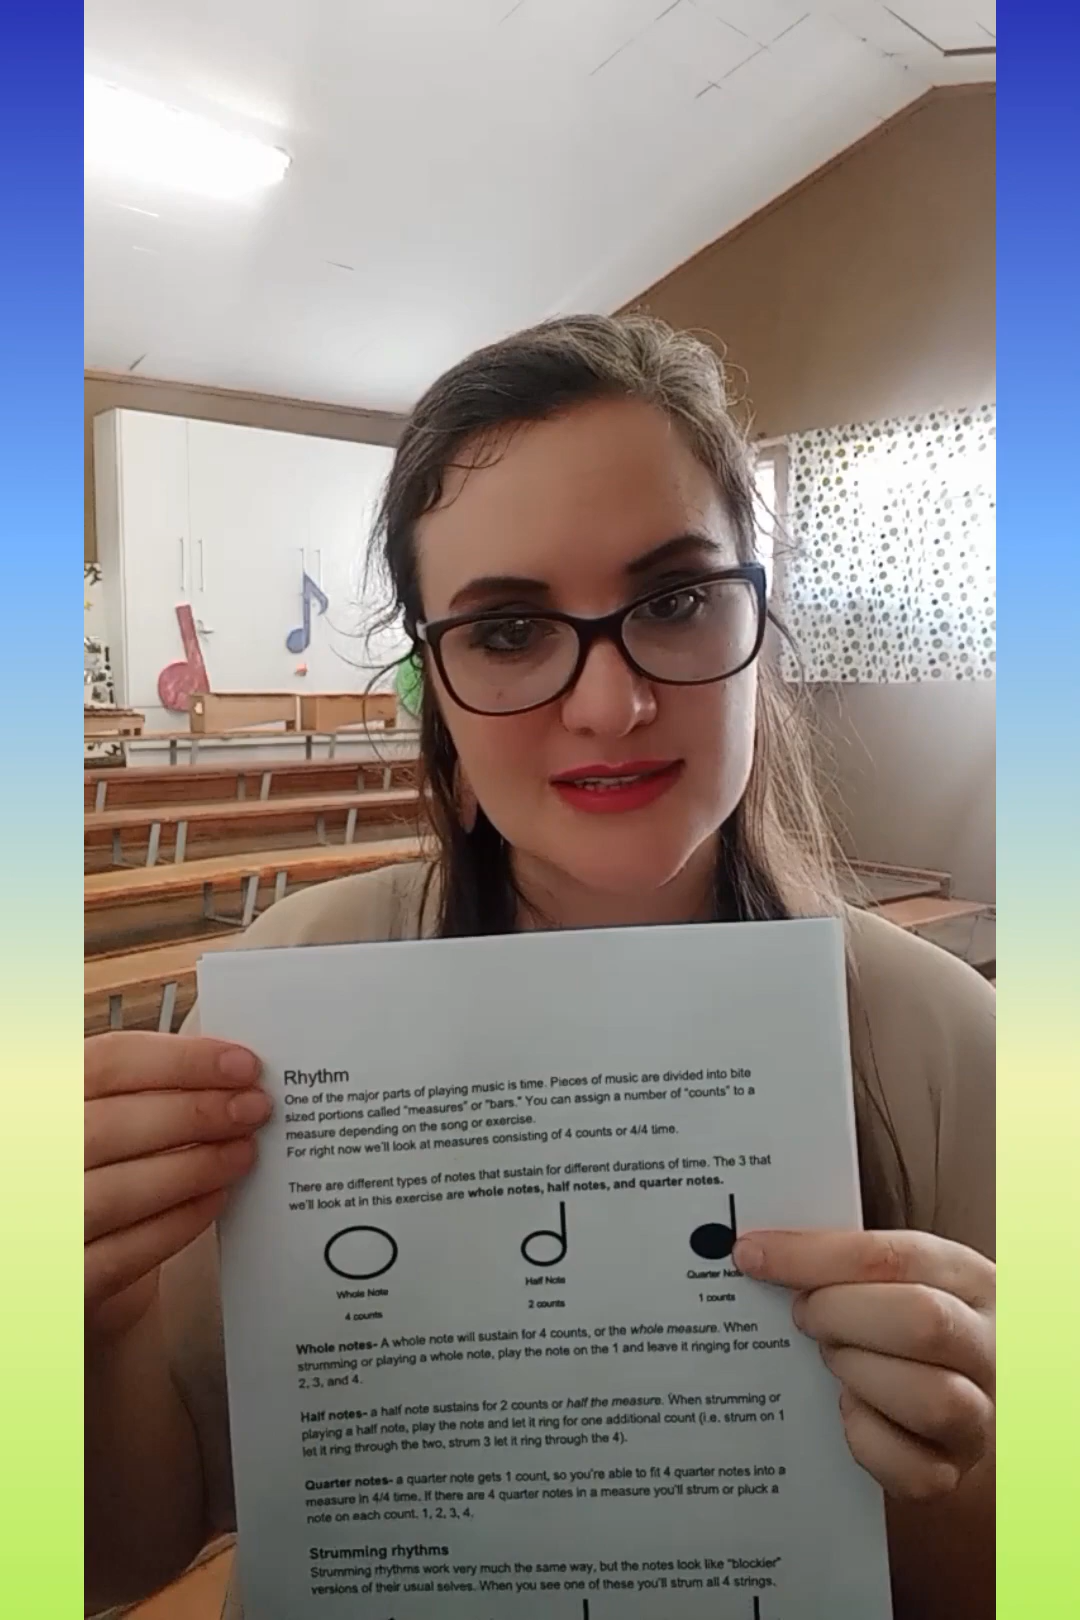 Rhythm
One of the major parts of playing music is time. Pieces of music are divided into bite
sized portions called "measures" or "bars." You can assign a number of "counts" to a
measure depending on the song or exercise.
For right now we'll look at measures consisting of 4 counts or 4/4 time.
There are different types of notes that sustain for different durations of time. The 3 that
we'll look at in this exercise are whole notes, half notes, and quarter notes.
Whole Note Half Note Quarter
4 counts 2 counts 1 counts
Whole notes- A whole note will sustain for 4 counts, or the whole measure. When
strumming or playing a whole note, play the note on the 1 and leave it ringing for counts
2, 3, and 4.
Half notes- a half note sustains for 2 counts or half the measure. When strumming or
playing a half note, play the note and let it ring for one additional count (i.e. strum on 1
let it ring through the two, strum 3 let it ring through the 4).
Quarter notes- a quarter note gets 1 count, so you're able to fit 4 quarter notes into a
measure in 4/4 time. If there are 4 quarter notes in a measure you'll strum or pluck a
note on each count. 1, 2, 3, 4.
Strumming rhythms
Strumming rhythms work very much the same way, but the notes look like "blockier"
versions of their usual selves. When you see one of these you'll strum all 4 strings.